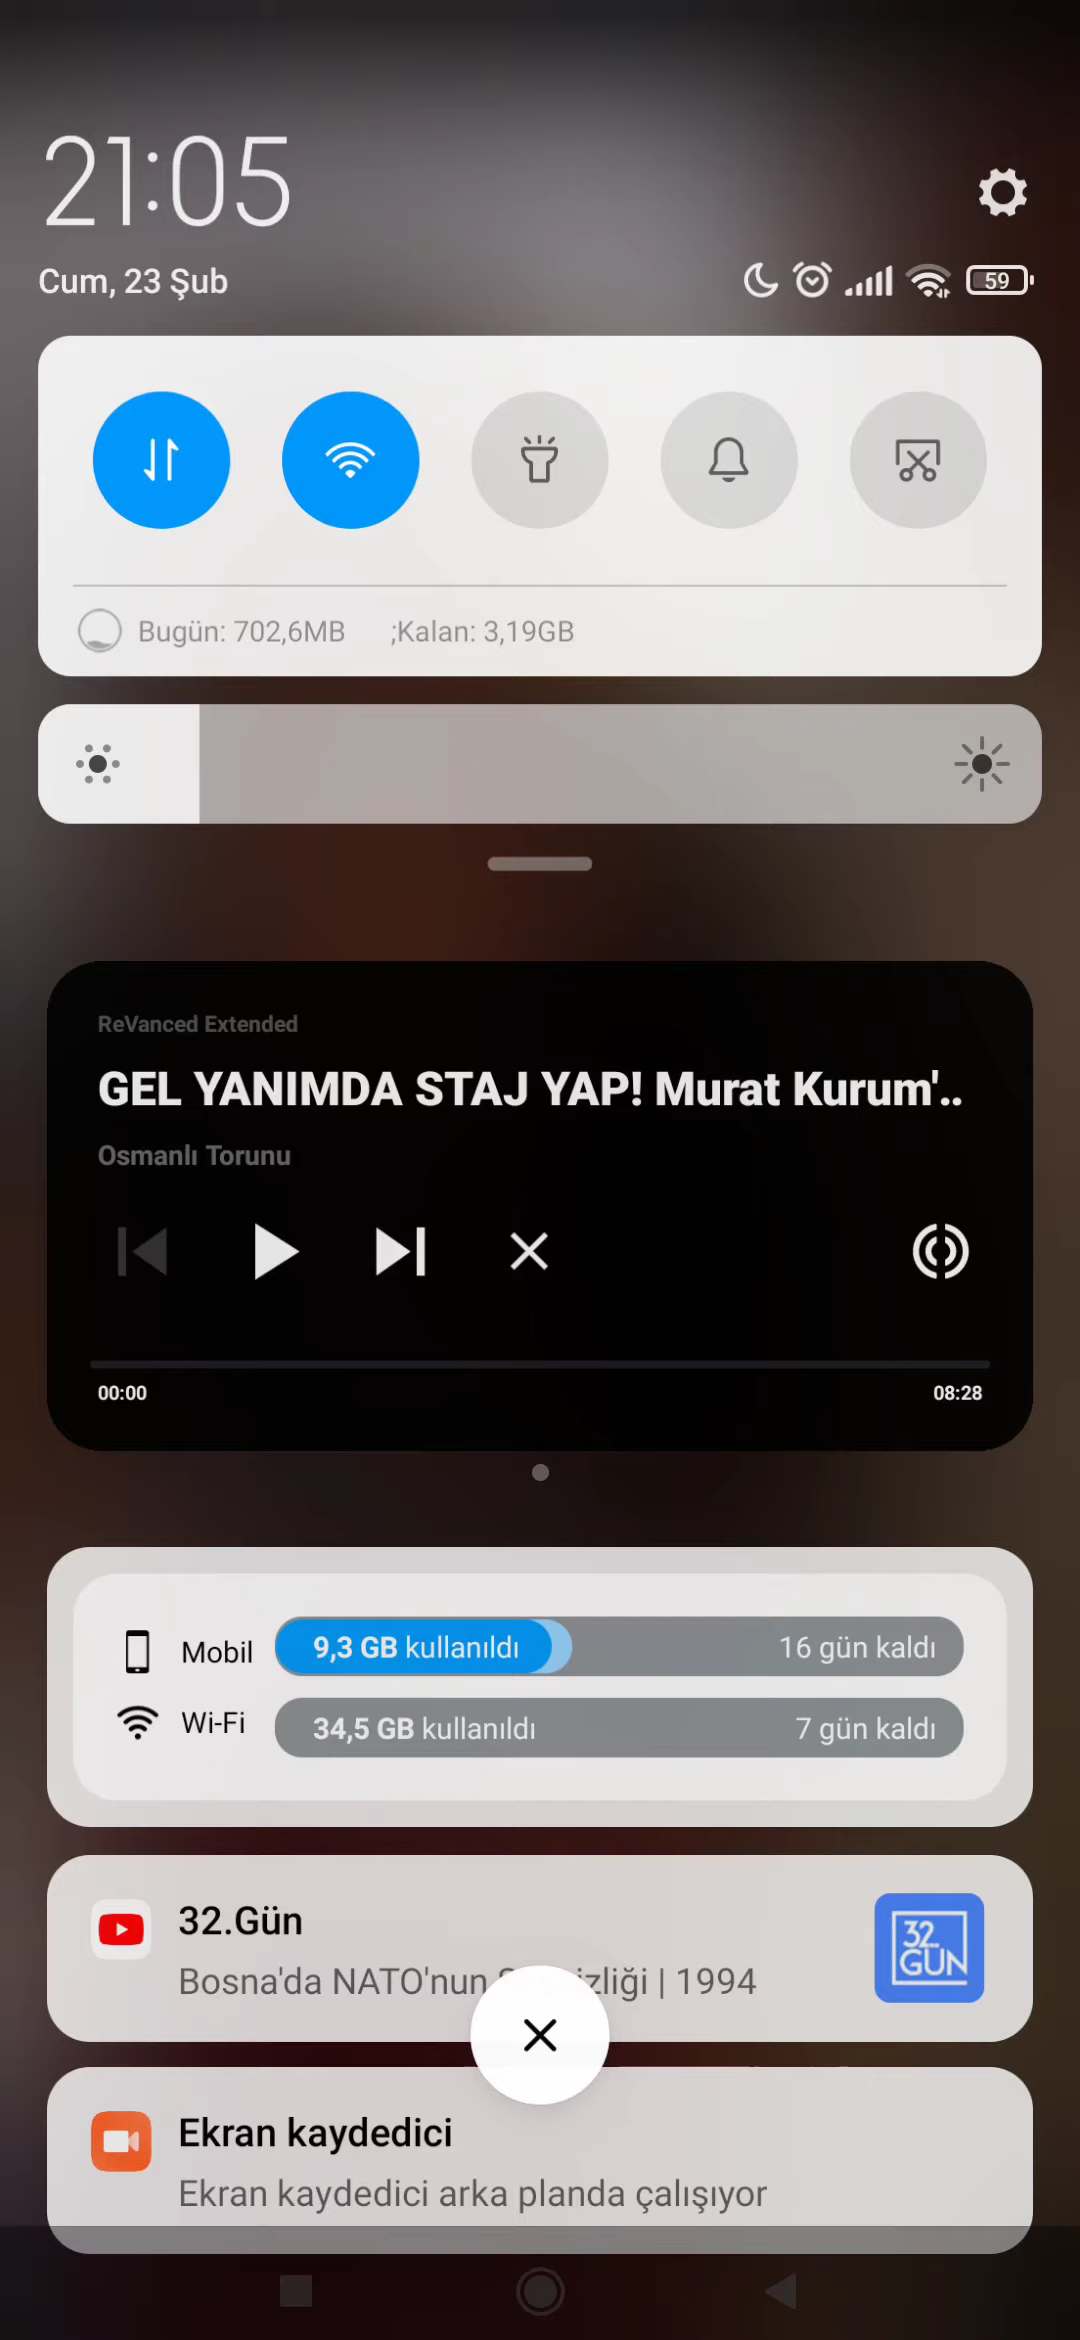 21:05
Cum, 23 Şub
59
Bugün: 702,6MB ;Kalan: 3,19GB
ReVanced Extended
GEL YANIMDA STAJ YAP! Murat Kurum'..
Osmanlı Torunu
00:00 08:28
Mobil 9,3 GB kullanıldı 16 gün kaldı
Wi-Fi 34,5 GB kullanıldı 7 gün kaldı
32.Gün
32. GÜN
Bosna'da NATO'nun | 1994
Ekran kaydedici
Ekran kaydedici arka planda çalışıyor